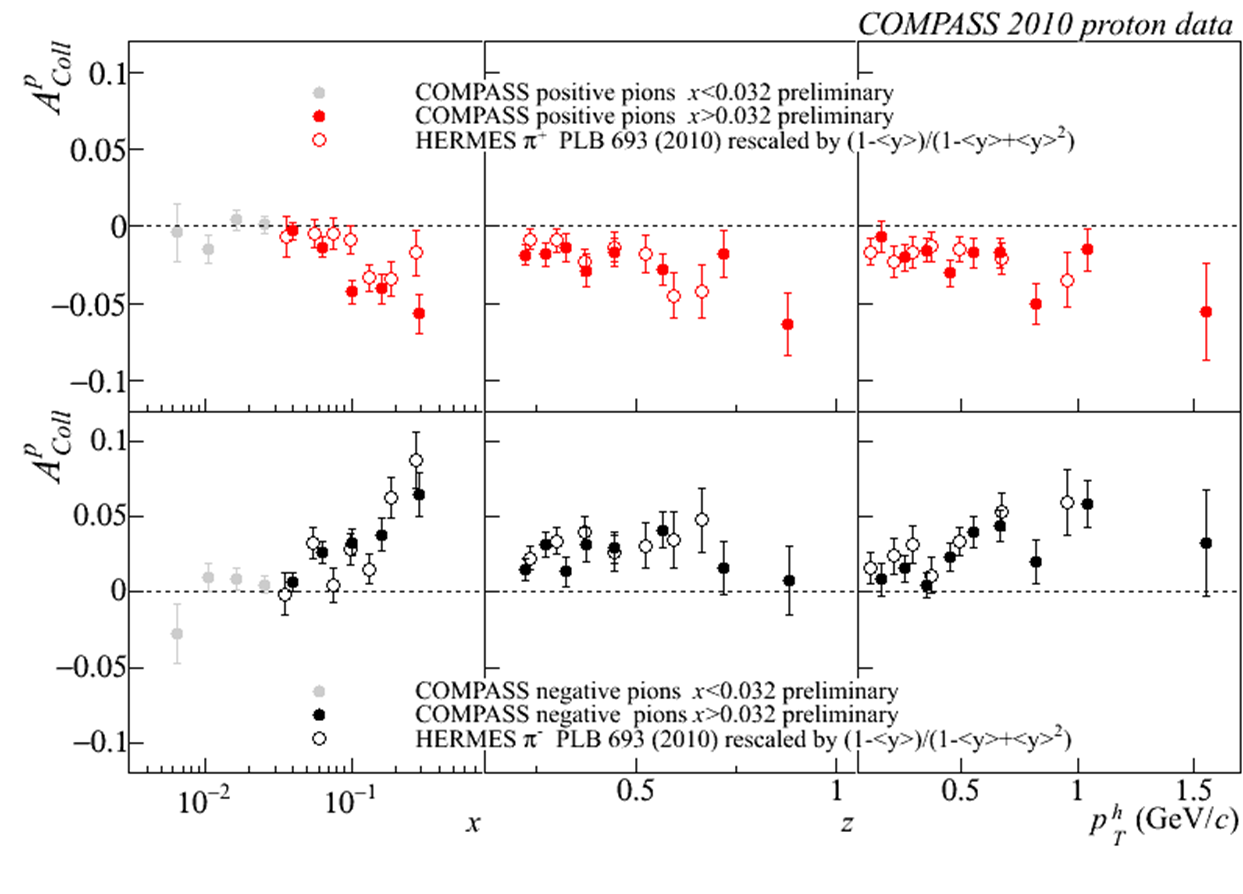 COMPASS 2010 proton data
A^p_Coll
0.1
COMPASS positive pions x<0.032 preliminary
COMPASS positive pions x>0.032 preliminary
HERMES π⁺ PLB 693 (2010) rescaled by (1-<y>)/(1-<y>+<y>²)
0.05
0
−0.05
−0.1
A^p_Coll
0.1
0.05
0
−0.05
COMPASS negative pions x<0.032 preliminary
COMPASS negative pions x>0.032 preliminary
HERMES π⁻ PLB 693 (2010) rescaled by (1-<y>)/(1-<y>+<y>²)
−0.1
10⁻² 10⁻¹ 0.5 1 0.5 1 1.5
x z p_T^h (GeV/c)